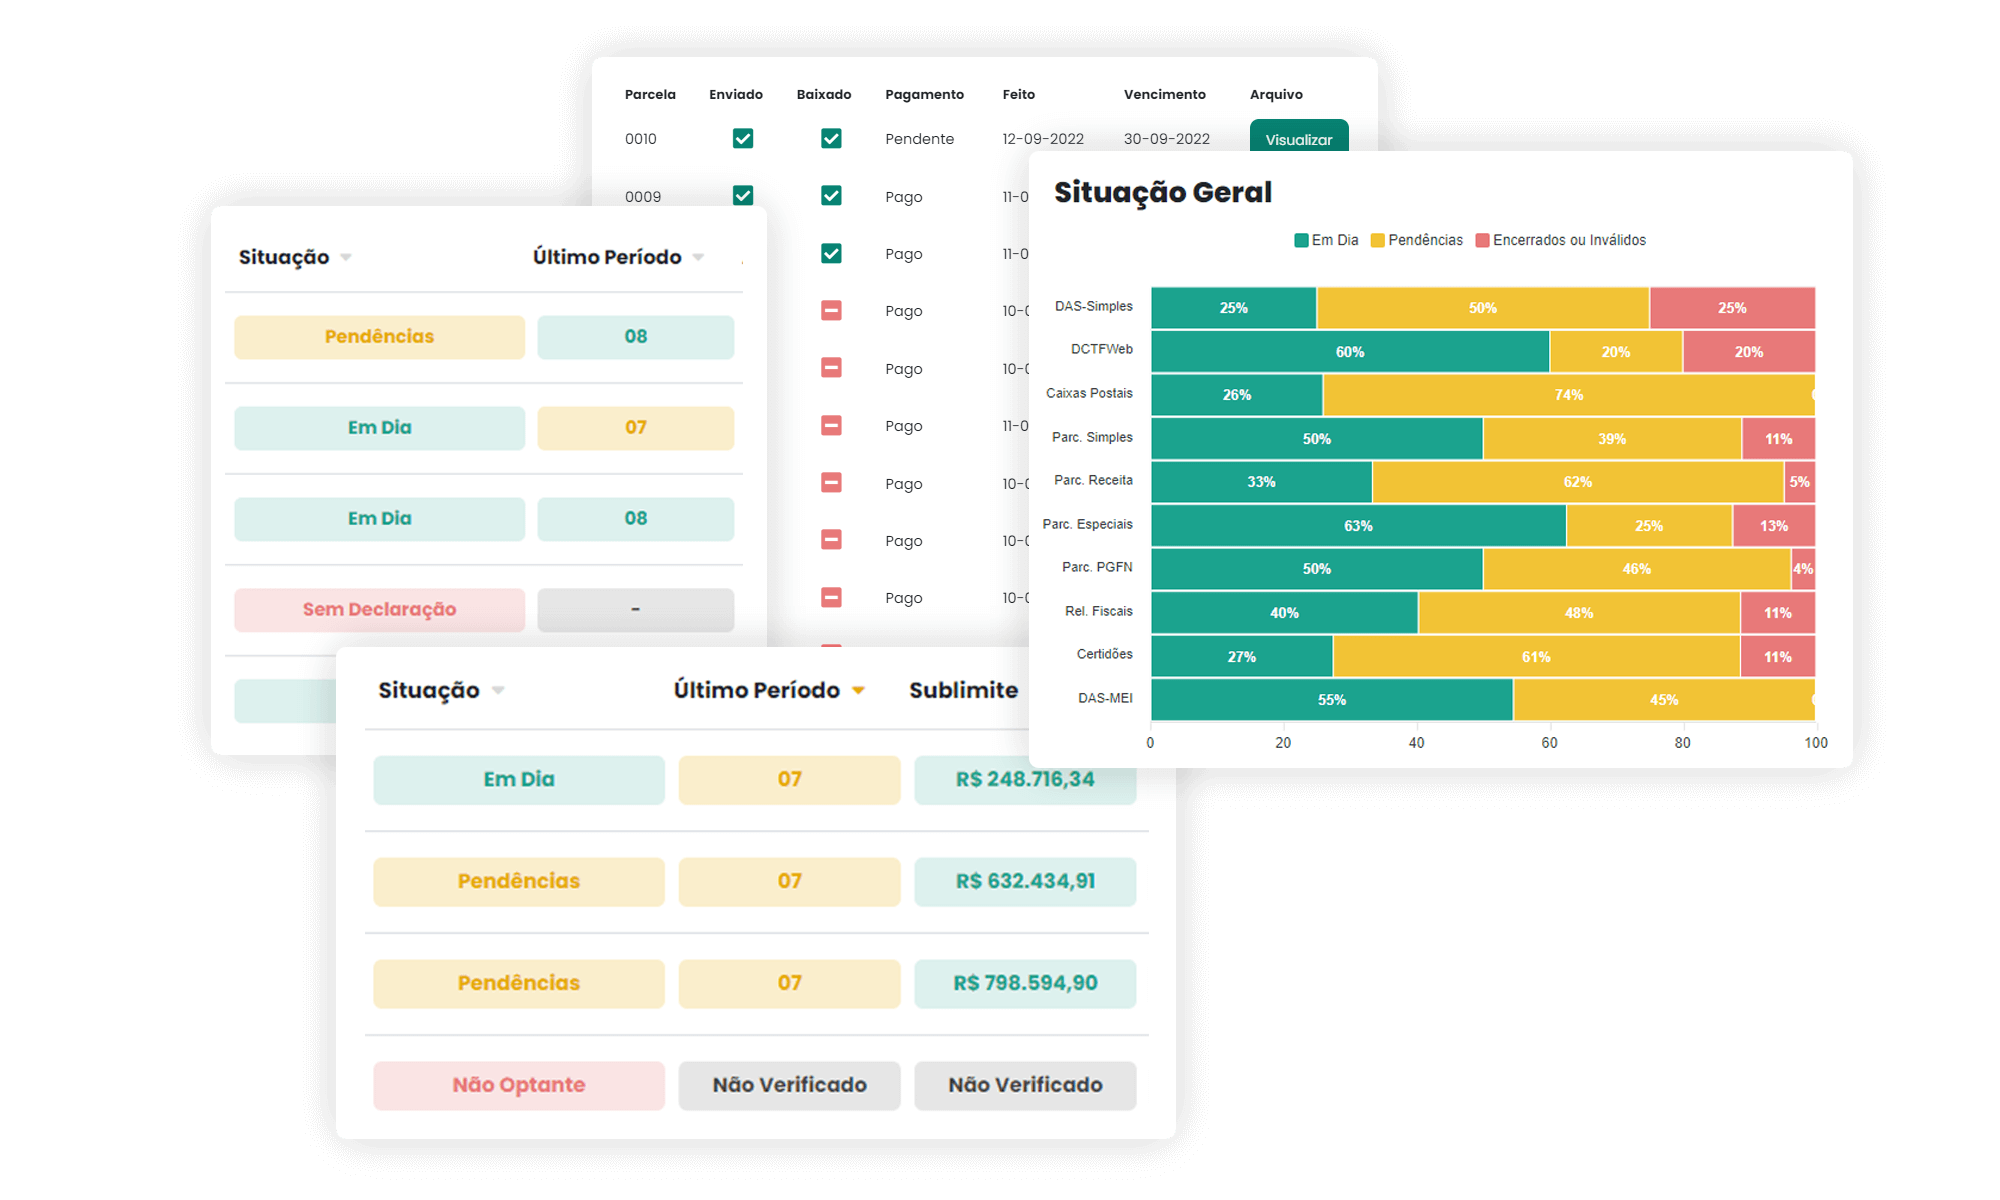 Parcela Enviado Baixado Pagamento Feito Vencimento Arquivo
0010 Pendente 12-09-2022 30-09-2022 Visualizar
0009 Pago 11-0
Pago 11-0
Pago 10-0
Pago 10-0
Pago 11-0
Pago 10-0
Pago 10-0
Pago 10-0
Situação Último Período
Pendências 08
Em Dia 07
Em Dia 08
Sem Declaração -
Situação Geral
Em Dia Pendências Encerrados ou Inválidos
DAS-Simples 25% 50% 25%
DCTFWeb 60% 20% 20%
Caixas Postais 26% 74%
Parc. Simples 50% 39% 11%
Parc. Receita 33% 62% 5%
Parc. Especiais 63% 25% 13%
Parc. PGFN 50% 46% 4%
Rel. Fiscais 40% 48% 11%
Certidões 27% 61% 11%
DAS-MEI 55% 45%
0 20 40 60 80 100
Situação Último Período Sublimite
Em Dia 07 R$ 248.716,34
Pendências 07 R$ 632.434,91
Pendências 07 R$ 798.594,90
Não Optante Não Verificado Não Verificado